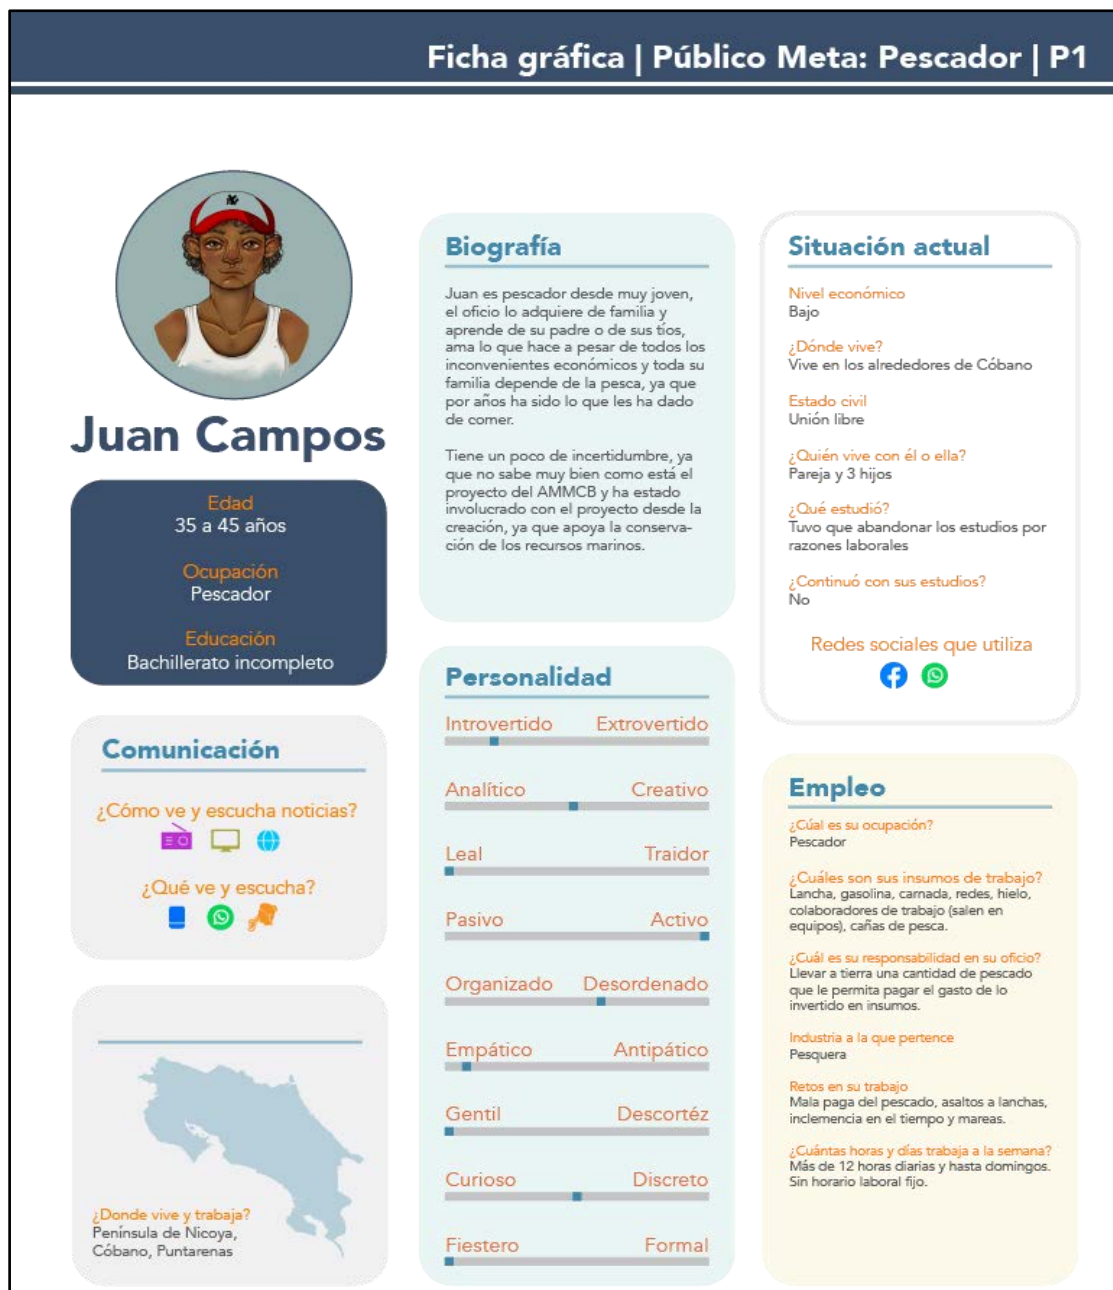 Ficha gráfica | Público Meta: Pescador | P1
Juan Campos
Edad
35 a 45 años
Ocupación
Pescador
Educación
Bachillerato incompleto
Comunicación
¿Cómo ve y escucha noticias?
¿Qué ve y escucha?
¿Donde vive y trabaja?
Península de Nicoya,
Cóbano, Puntarenas
Biografía
Juan es pescador desde muy joven,
el oficio lo adquiere de familia y
aprende de su padre o de sus tíos,
ama lo que hace a pesar de todos los
inconvenientes económicos y toda su
familia depende de la pesca, ya que
por años ha sido lo que les ha dado
de comer.
Tiene un poco de incertidumbre, ya
que no sabe muy bien como está el
proyecto del AMMCB y ha estado
involucrado con el proyecto desde la
creación, ya que apoya la conserva-
ción de los recursos marinos.
Personalidad
Introvertido Extrovertido
Analítico Creativo
Leal Traidor
Pasivo Activo
Organizado Desordenado
Empático Antipático
Gentil Descortéz
Curioso Discreto
Fiestero Formal
Situación actual
Nivel económico
Bajo
¿Dónde vive?
Vive en los alrededores de Cóbano
Estado civil
Unión libre
¿Quién vive con él o ella?
Pareja y 3 hijos
¿Qué estudió?
Tuvo que abandonar los estudios por
razones laborales
¿Continuó con sus estudios?
No
Redes sociales que utiliza
Empleo
¿Cúal es su ocupación?
Pescador
¿Cuáles son sus insumos de trabajo?
Lancha, gasolina, carnada, redes, hielo,
colaboradores de trabajo (salen en
equipos), cañas de pesca.
¿Cuál es su responsabilidad en su oficio?
Llevar a tierra una cantidad de pescado
que le permita pagar el gasto de lo
invertido en insumos.
Industria a la que pertence
Pesquera
Retos en su trabajo
Mala paga del pescado, asaltos a lanchas,
inclemencia en el tiempo y mareas.
¿Cuántas horas y días trabaja a la semana?
Más de 12 horas diarias y hasta domingos.
Sin horario laboral fijo.